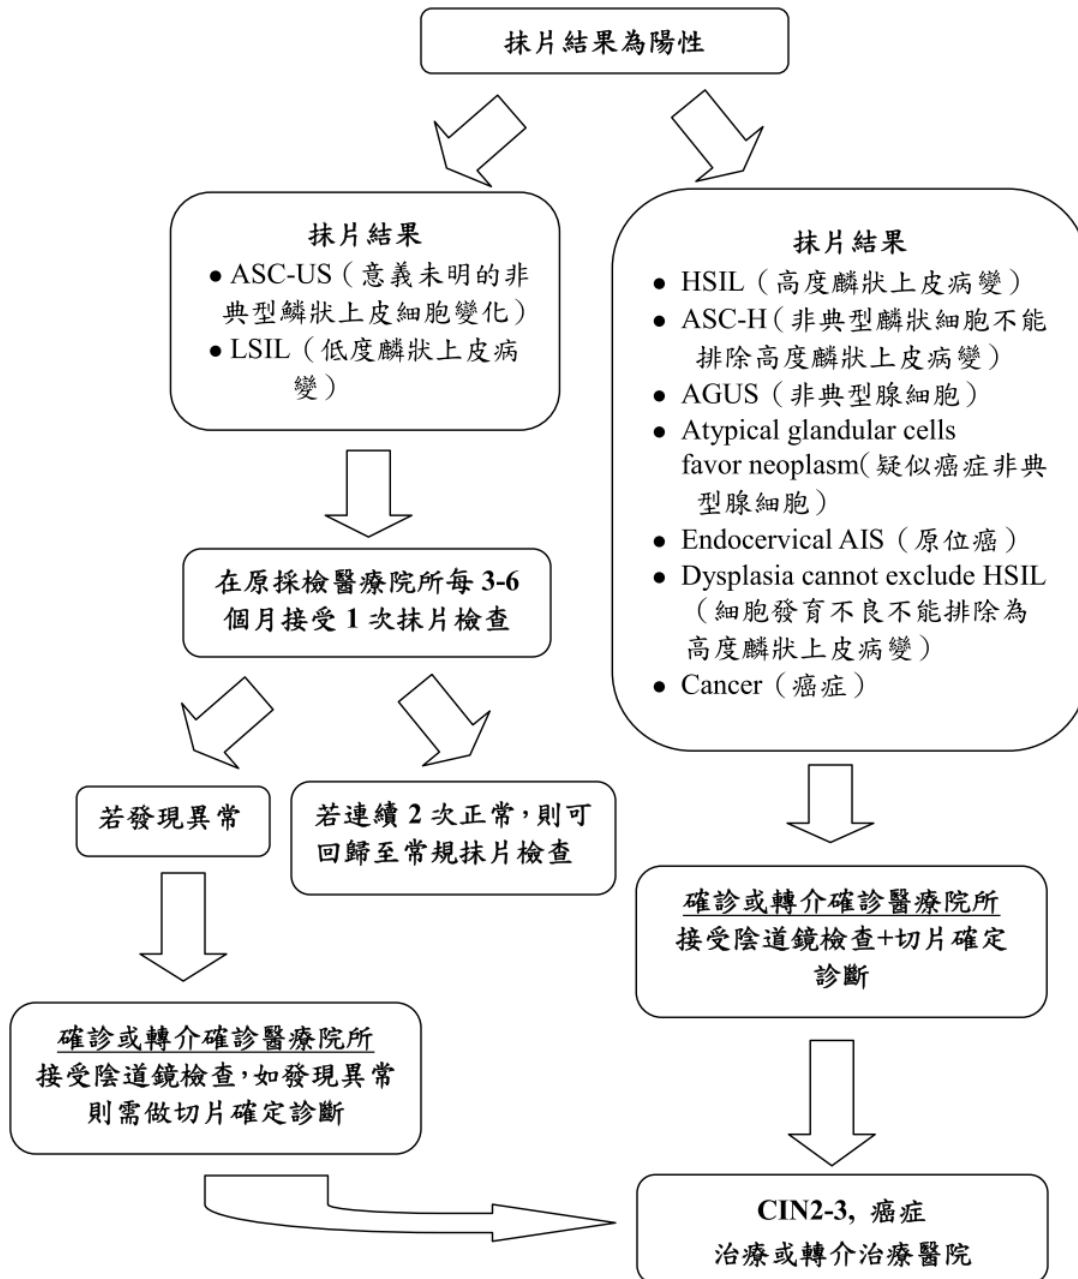 抹片結果為陽性
抹片結果
● ASC-US（意義未明的非
典型鱗狀上皮細胞變化）
● LSIL（低度麟狀上皮病
變）
抹片結果
● HSIL（高度麟狀上皮病變）
● ASC-H（非典型麟狀細胞不能
排除高度麟狀上皮病變）
● AGUS（非典型腺細胞）
● Atypical glandular cells
favor neoplasm（疑似癌症非典
型腺細胞）
● Endocervical AIS（原位癌）
● Dysplasia cannot exclude HSIL
（細胞發育不良不能排除為
高度麟狀上皮病變）
● Cancer（癌症）
在原採檢醫療院所每 3-6
個月接受 1 次抹片檢查
若發現異常
若連續 2 次正常，則可
回歸至常規抹片檢查
確診或轉介確診醫療院所
接受陰道鏡檢查+切片確定
診斷
確診或轉介確診醫療院所
接受陰道鏡檢查，如發現異常
則需做切片確定診斷
CIN2-3, 癌症
治療或轉介治療醫院